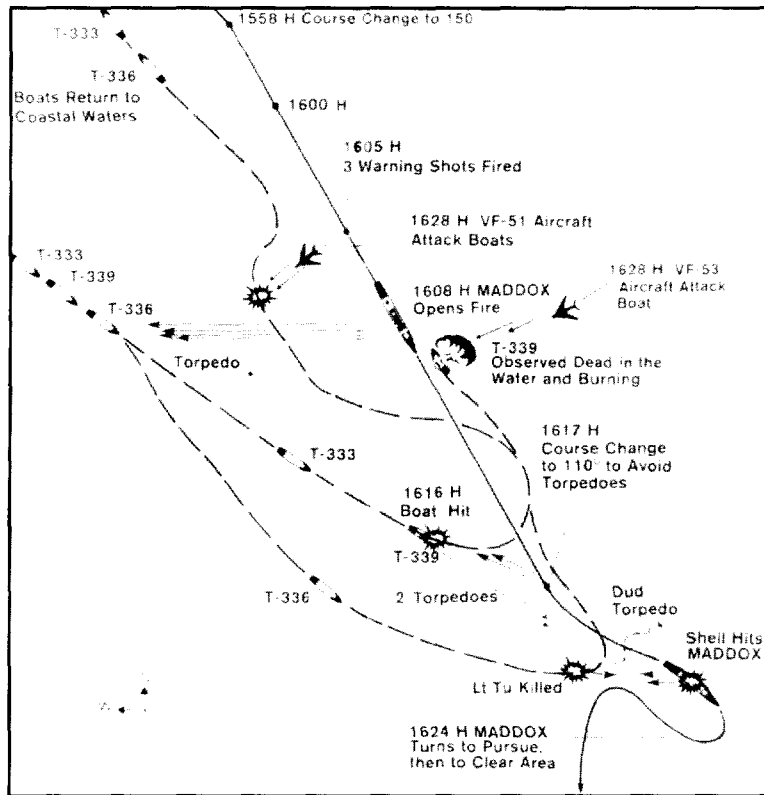 1558 H Course Change to 150
T-333
T-336
Boats Return to
Coastal Waters
1600 H
1605 H
3 Warning Shots Fired
1628 H VF-51 Aircraft
Attack Boats
T-333
T-339
T-336
1608 H MADDOX
Opens Fire
1628 H VF-53
Aircraft Attack
Boat
T-339
Observed Dead in the
Water and Burning
Torpedo
T-333
1617 H
Course Change
to 110° to Avoid
Torpedoes
1616 H
Boat Hit
T-339
T-336
2 Torpedoes
Dud
Torpedo
Shell Hits
MADDOX
Lt Tu Killed
1624 H MADDOX
Turns to Pursue,
then to Clear Area